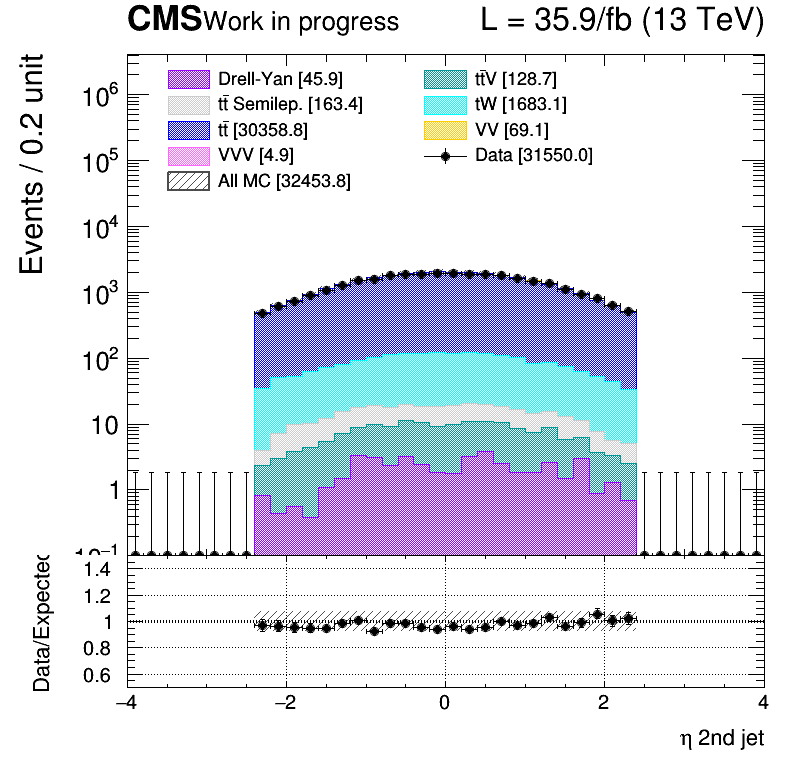 CMS Work in progress L = 35.9/fb (13 TeV)
Events / 0.2 unit
Drell-Yan [45.9]
tt̄ Semilep. [163.4]
tt̄ [30358.8]
VVV [4.9]
All MC [32453.8]
tt̄V [128.7]
tW [1683.1]
VV [69.1]
Data [31550.0]
10⁶
10⁵
10⁴
10³
10²
10
1
Data/Expected
1.4
1.2
1
0.8
0.6
−4 −2 0 2 4
η 2nd jet